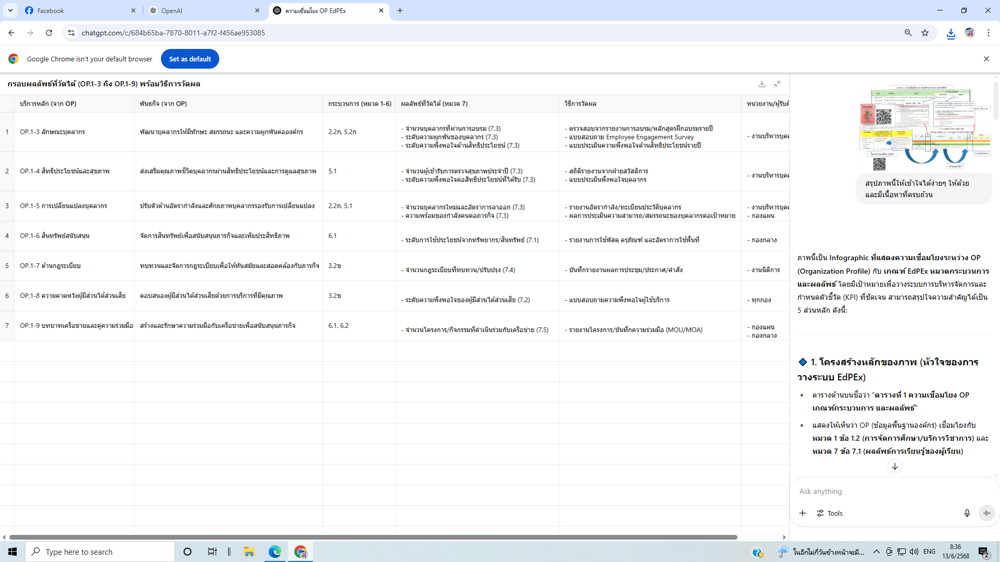 Facebook
OpenAI
ความเชื่อมโยง OP EdPEx
chatgpt.com/c/684b65ba-7870-8011-a7f2-f456ae953085
Google Chrome isn't your default browser
Set as default
กรอบผลลัพธ์ที่วัดได้ (OP.1-3 ถึง OP.1-9) พร้อมวิธีการวัดผล
บริการหลัก (จาก OP) พันธกิจ (จาก OP) กระบวนการ (หมวด 1-6) ผลลัพธ์ที่วัดได้ (หมวด 7) วิธีการวัดผล หน่วยงาน/ผู้รับผิ
1 OP.1-3 ลักษณะบุคลากร พัฒนาบุคลากรให้มีทักษะ สมรรถนะ และความผูกพันต่อองค์กร 2.2ก, 5.2ก
- จำนวนบุคลากรที่ผ่านการอบรม (7.3) - ตรวจสอบจากรายงานการอบรม/หลักสูตรฝึกอบรมรายปี
- ระดับความผูกพันของบุคลากร (7.3) - แบบสอบถาม Employee Engagement Survey - งานบริหารบุคค
- ระดับความพึงพอใจด้านสิทธิประโยชน์ (7.3) - แบบประเมินความพึงพอใจด้านสิทธิประโยชน์รายปี
2 OP.1-4 สิทธิประโยชน์และสุขภาพ ส่งเสริมคุณภาพชีวิตบุคลากรผ่านสิทธิประโยชน์และการดูแลสุขภาพ 5.1
- จำนวนผู้เข้ารับการตรวจสุขภาพประจำปี (7.3) - สถิติรายงานจากฝ่ายสวัสดิการ - งานบริหารบุคค
- ระดับความพึงพอใจต่อสิทธิประโยชน์ที่ได้รับ (7.3) - แบบประเมินพึงพอใจบุคลากร
3 OP.1-5 การเปลี่ยนแปลงบุคลากร ปรับตัวด้านอัตรากำลังและศักยภาพบุคลากรรองรับการเปลี่ยนแปลง 2.2ก, 5.1
- จำนวนบุคลากรใหม่และอัตราการลาออก (7.3) - รายงานอัตรากำลัง/ทะเบียนประวัติบุคลากร - งานบริหารบุคค
- ความพร้อมของกำลังคนต่อภารกิจ (7.3) - ผลการประเมินความสามารถ/สมรรถนะของบุคลากรต่อเป้าหมาย - กองแผน
4 OP.1-6 สินทรัพย์สนับสนุน จัดการสินทรัพย์เพื่อสนับสนุนภารกิจและเพิ่มประสิทธิภาพ 6.1
- ระดับการใช้ประโยชน์จากทรัพยากร/สินทรัพย์ (7.1) - รายงานการใช้พัสดุ ครุภัณฑ์ และอัตราการใช้พื้นที่ - กองกลาง
5 OP.1-7 ด้านกฎระเบียบ ทบทวนและจัดการกฎระเบียบเพื่อให้ทันสมัยและสอดคล้องกับภารกิจ 3.2ข
- จำนวนกฎระเบียบที่ทบทวน/ปรับปรุง (7.4) - บันทึกรายงานผลการประชุม/ประกาศ/คำสั่ง - งานนิติการ
6 OP.1-8 ความคาดหวังผู้มีส่วนได้ส่วนเสีย ตอบสนองผู้มีส่วนได้ส่วนเสียด้วยการบริการที่มีคุณภาพ 3.2ข
- ระดับความพึงพอใจของผู้มีส่วนได้ส่วนเสีย (7.2) - แบบสอบถามความพึงพอใจผู้ใช้บริการ - ทุกกอง
7 OP.1-9 บทบาทเครือข่ายและคู่ความร่วมมือ สร้างและรักษาความร่วมมือกับเครือข่ายเพื่อสนับสนุนภารกิจ 6.1, 6.2
- จำนวนโครงการ/กิจกรรมที่ดำเนินร่วมกับเครือข่าย (7.5) - รายงานโครงการ/บันทึกความร่วมมือ (MOU/MOA) - กองแผน
- กองกลาง
โครงร่างองค์กร (OP)
กำหนด KPI
สรุปภาพนี้ให้เข้าใจได้ง่ายๆ ให้ด้วย
และมีเนื้อหาที่ครบถ้วน
ภาพนี้เป็น Infographic ที่แสดงความเชื่อมโยงระหว่าง OP
(Organization Profile) กับ เกณฑ์ EdPEx หมวดกระบวนการ
และผลลัพธ์ โดยมีเป้าหมายเพื่อวางระบบการบริหารจัดการและ
กำหนดตัวชี้วัด (KPI) ที่ชัดเจน สามารถสรุปใจความสำคัญได้เป็น
5 ส่วนหลัก ดังนี้:
1. โครงสร้างหลักของภาพ (หัวใจของการ
วางระบบ EdPEx)
ตารางด้านบนชื่อว่า "ตารางที่ 1 ความเชื่อมโยง OP
เกณฑ์กระบวนการ และผลลัพธ์"
แสดงให้เห็นว่า OP (ข้อมูลพื้นฐานองค์กร) เชื่อมโยงกับ
หมวด 1 ข้อ 1.2 (การจัดการศึกษา/บริการวิชาการ) และ
หมวด 7 ข้อ 7.1 (ผลลัพธ์การเรียนรู้ของผู้เรียน)
Ask anything
Tools
Type here to search
ในอีกไม่กี่วันข้างหน้าจะมี...
ENG
8:36
13/6/2568
2